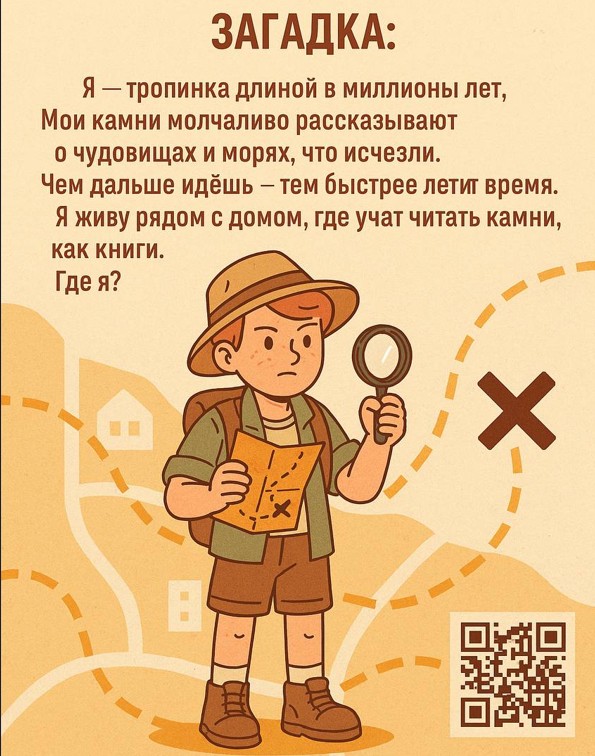 ЗАГАДКА:
Я — тропинка длиной в миллионы лет,
Мои камни молчаливо рассказывают
о чудовищах и морях, что исчезли.
Чем дальше идёшь – тем быстрее летит время.
Я живу рядом с домом, где учат читать камни,
как книги.
Где я?